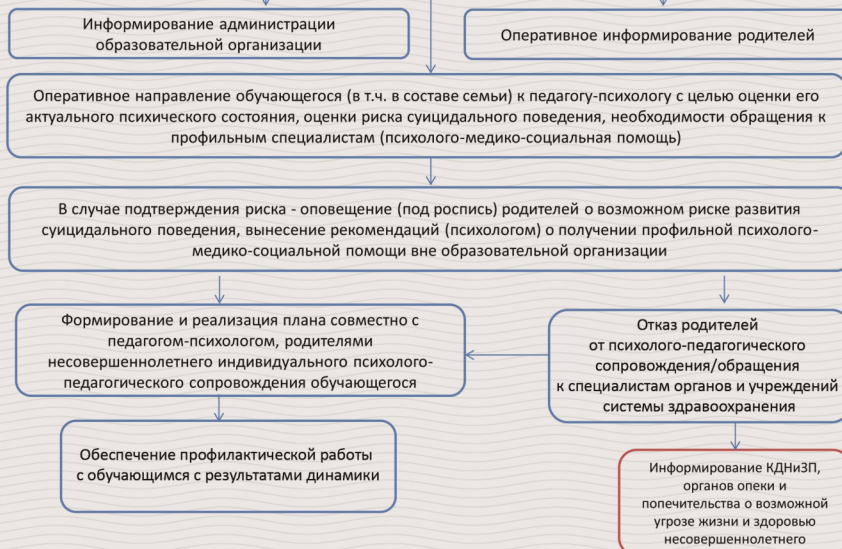 Информирование администрации
образовательной организации
Оперативное информирование родителей
Оперативное направление обучающегося (в т.ч. в составе семьи) к педагогу-психологу с целью оценки его
актуального психического состояния, оценки риска суицидального поведения, необходимости обращения к
профильным специалистам (психолого-медико-социальная помощь)
В случае подтверждения риска - оповещение (под роспись) родителей о возможном риске развития
суицидального поведения, вынесение рекомендаций (психологом) о получении профильной психолого-
медико-социальной помощи вне образовательной организации
Формирование и реализация плана совместно с
педагогом-психологом, родителями
несовершеннолетнего индивидуального психолого-
педагогического сопровождения обучающегося
Отказ родителей
от психолого-педагогического
сопровождения/обращения
к специалистам органов и учреждений
системы здравоохранения
Обеспечение профилактической работы
с обучающимся с результатами динамики
Информирование КДНиЗП,
органов опеки и
попечительства о возможной
угрозе жизни и здоровью
несовершеннолетнего